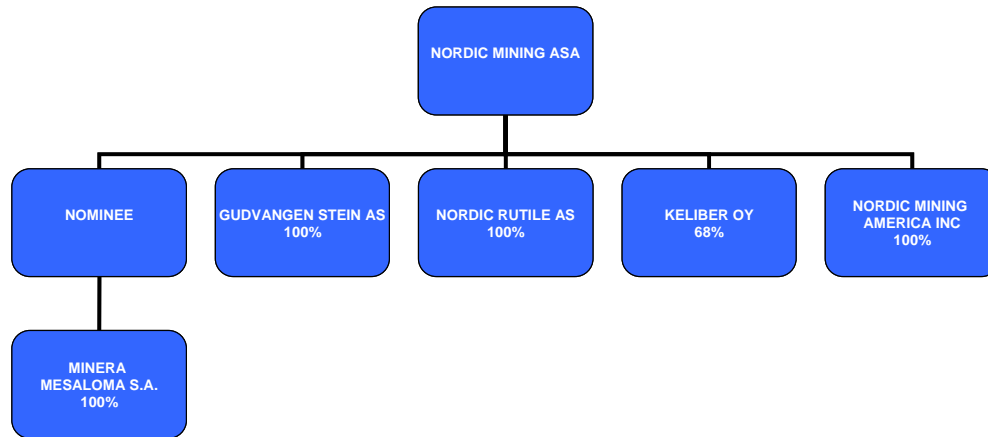 NORDIC MINING ASA
NOMINEE
GUDVANGEN STEIN AS
100%
NORDIC RUTILE AS
100%
KELIBER OY
68%
NORDIC MINING
AMERICA INC
100%
MINERA
MESALOMA S.A.
100%